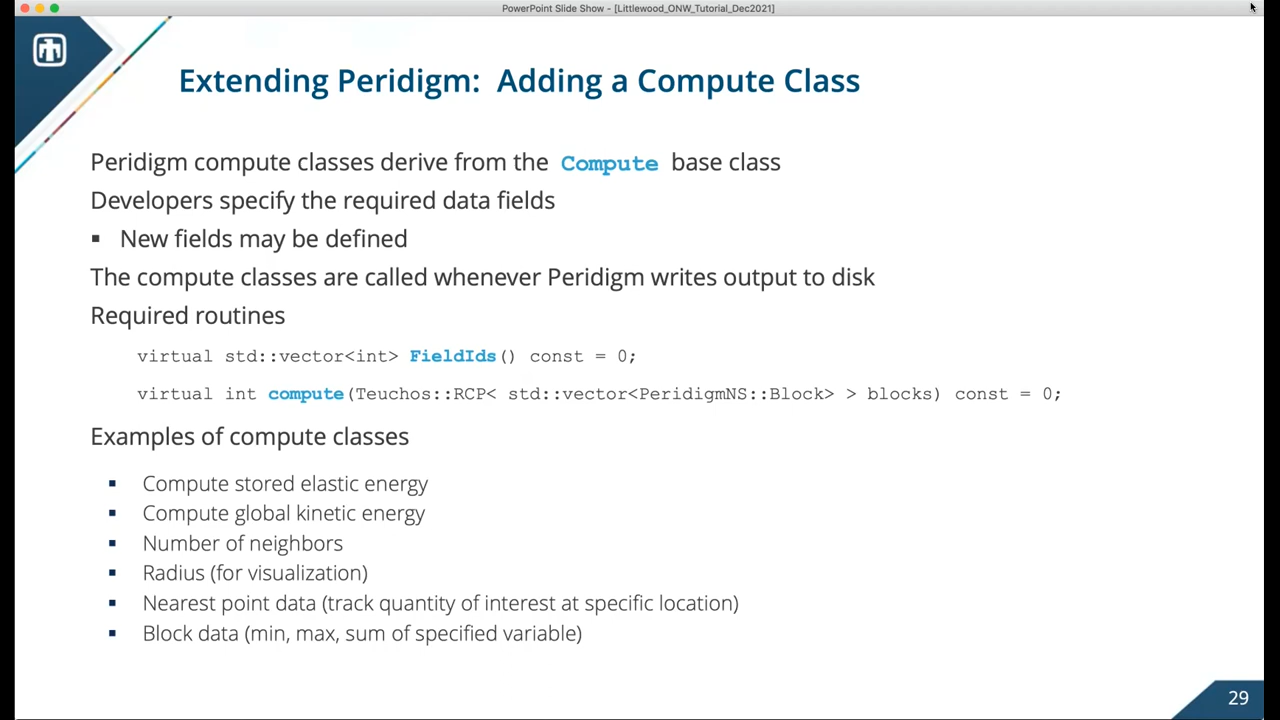 PowerPoint Slide Show - [Littlewood_ONW_Tutorial_Dec2021]
Extending Peridigm: Adding a Compute Class
Peridigm compute classes derive from the Compute base class
Developers specify the required data fields
▪ New fields may be defined
The compute classes are called whenever Peridigm writes output to disk
Required routines
virtual std::vector<int> FieldIds() const = 0;
virtual int compute(Teuchos::RCP< std::vector<PeridigmNS::Block> > blocks) const = 0;
Examples of compute classes
▪ Compute stored elastic energy
▪ Compute global kinetic energy
▪ Number of neighbors
▪ Radius (for visualization)
▪ Nearest point data (track quantity of interest at specific location)
▪ Block data (min, max, sum of specified variable)
29